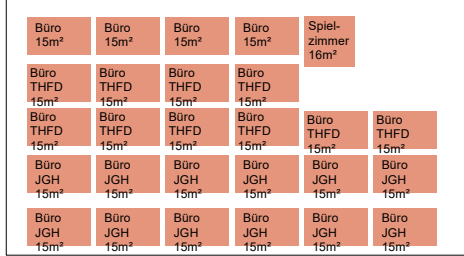 Büro
15m²
Büro
15m²
Büro
15m²
Büro
15m²
Spiel-
zimmer
16m²
Büro
THFD
15m²
Büro
THFD
15m²
Büro
THFD
15m²
Büro
THFD
15m²
Büro
THFD
15m²
Büro
THFD
15m²
Büro
THFD
15m²
Büro
THFD
15m²
Büro
THFD
15m²
Büro
THFD
15m²
Büro
JGH
15m²
Büro
JGH
15m²
Büro
JGH
15m²
Büro
JGH
15m²
Büro
JGH
15m²
Büro
JGH
15m²
Büro
JGH
15m²
Büro
JGH
15m²
Büro
JGH
15m²
Büro
JGH
15m²
Büro
JGH
15m²
Büro
JGH
15m²